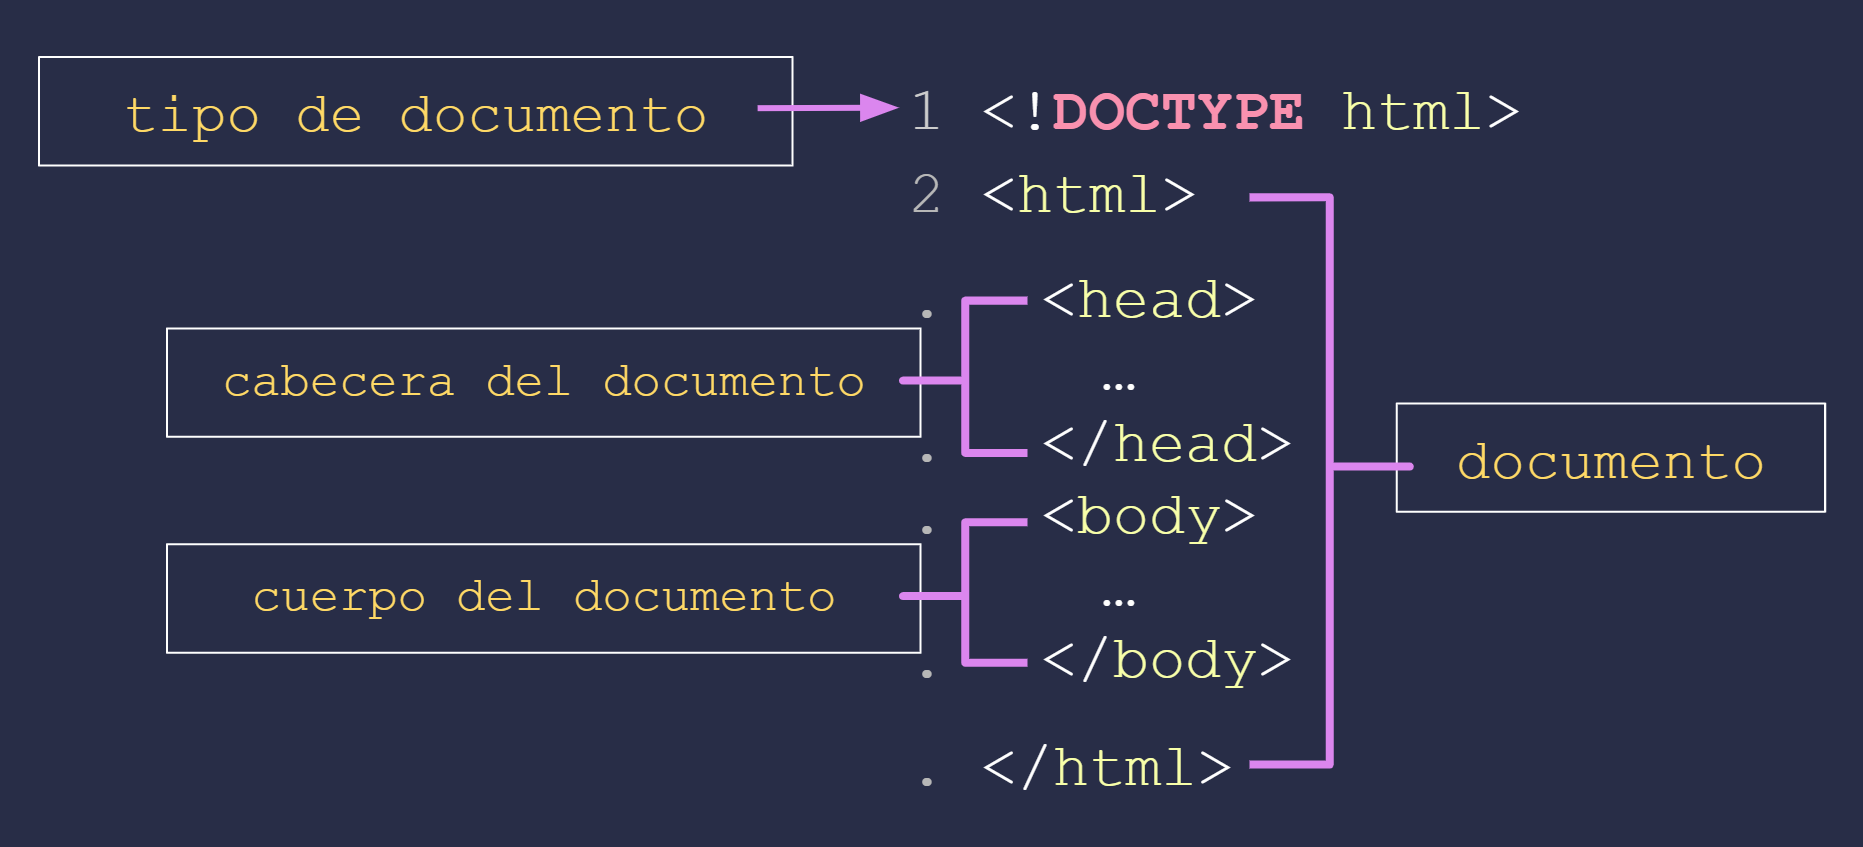 tipo de documento
1 <!DOCTYPE html>
2 <html>
. <head>
cabecera del documento
…
. </head>
documento
. <body>
cuerpo del documento
…
. </body>
. </html>